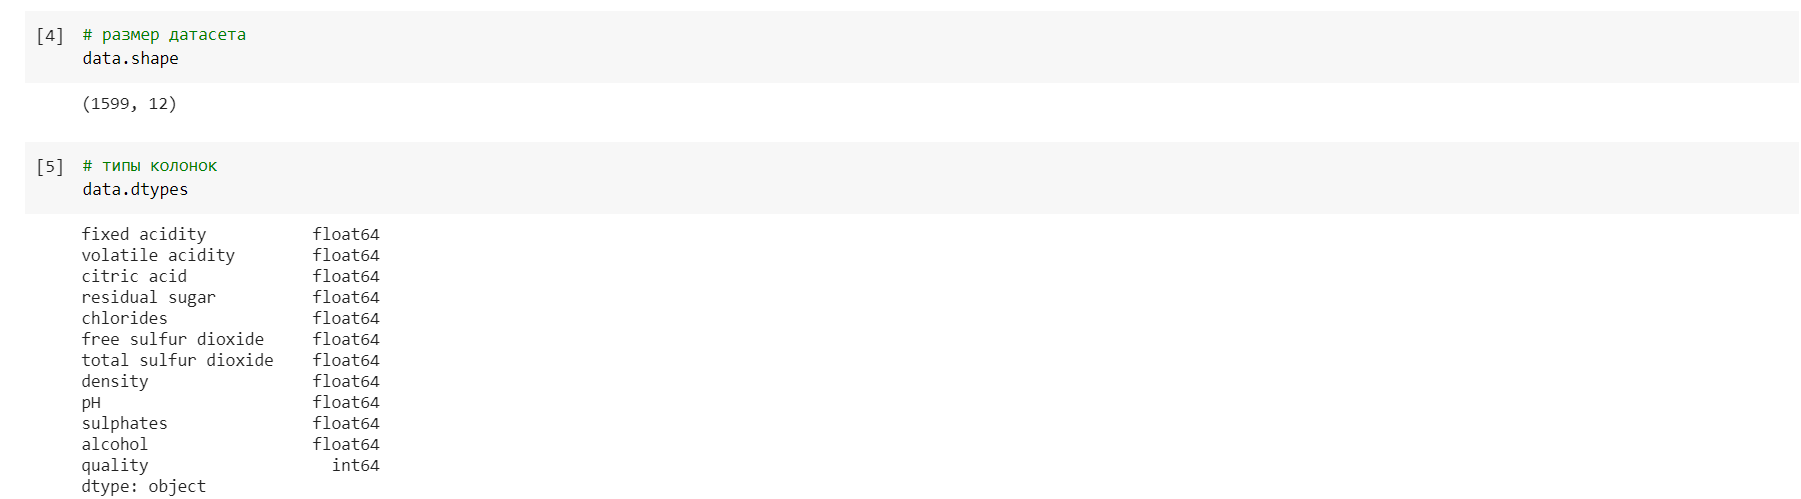 [4] # размер датасета
data.shape
(1599, 12)
[5] # типы колонок
data.dtypes
fixed acidity           float64
volatile acidity        float64
citric acid             float64
residual sugar          float64
chlorides               float64
free sulfur dioxide     float64
total sulfur dioxide    float64
density                 float64
pH                      float64
sulphates               float64
alcohol                 float64
quality                   int64
dtype: object